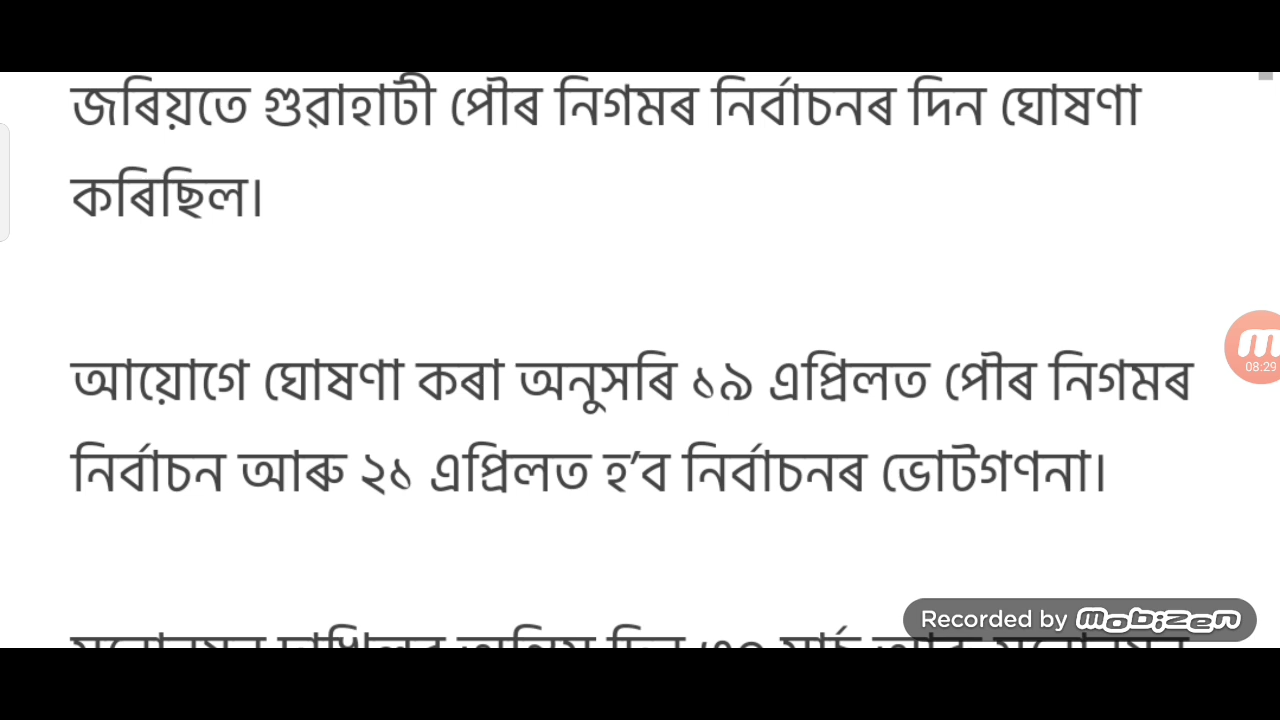 জৰিয়তে গুৱাহাটী পৌৰ নিগমৰ নিৰ্বাচনৰ দিন ঘোষণা
কৰিছিল।
আয়োগে ঘোষণা কৰা অনুসৰি ১৯ এপ্ৰিলত পৌৰ নিগমৰ
08:29
নিৰ্বাচন আৰু ২১ এপ্ৰিলত হ’ব নিৰ্বাচনৰ ভোটগণনা।
Recorded by Mobizen